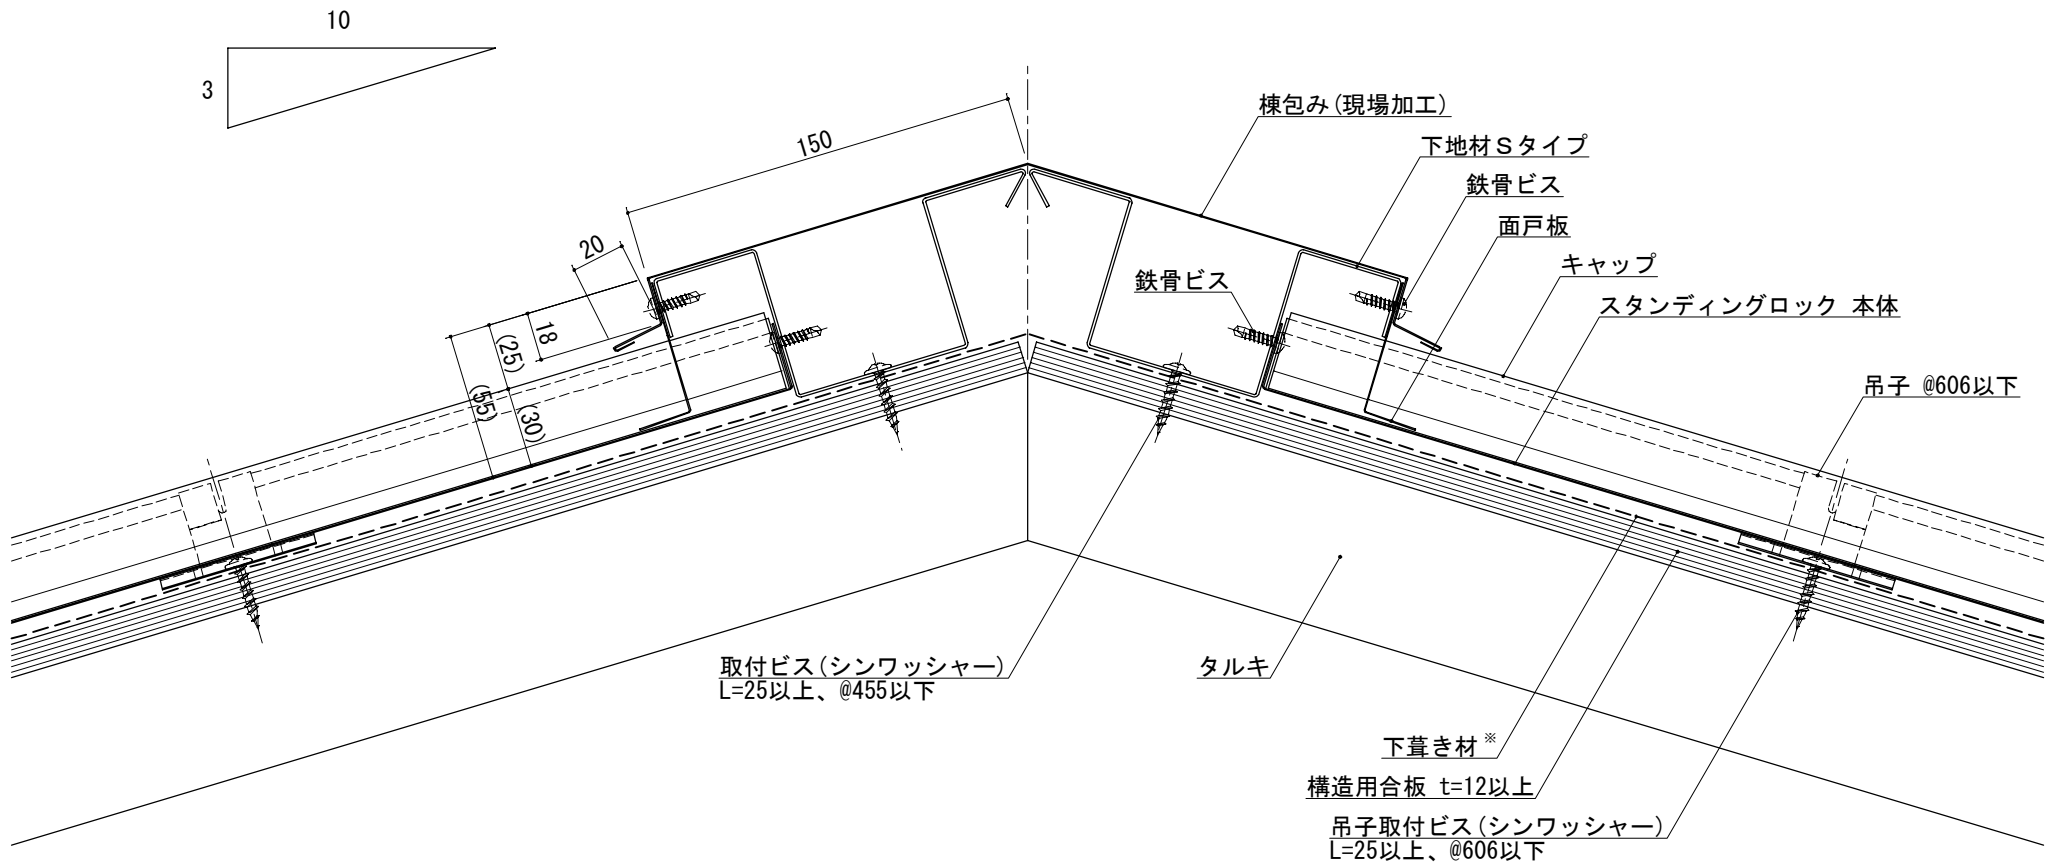 10
3
150
20
18
(25)
(55)
(30)
棟包み(現場加工)
下地材Sタイプ
鉄骨ビス
面戸板
鉄骨ビス
キャップ
スタンディングロック 本体
吊子 @606以下
取付ビス(シンワッシャー)
L=25以上、@455以下
タルキ
下葺き材※
構造用合板 t=12以上
吊子取付ビス(シンワッシャー)
L=25以上、@606以下